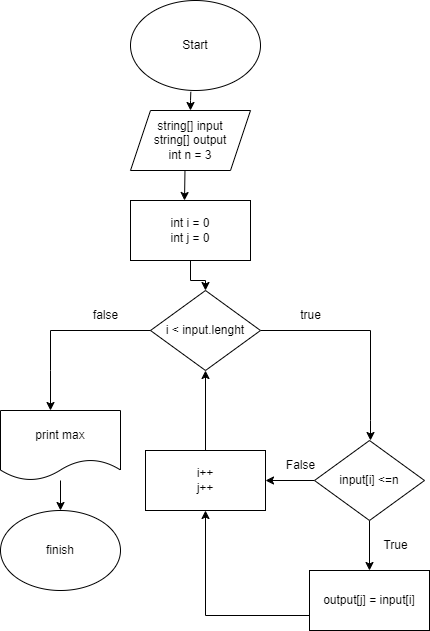 Start
string[] input
string[] output
int n = 3
int i = 0
int j = 0
false
i < input.lenght
true
print max
i++
j++
False
input[i] <=n
finish
True
output[j] = input[i]